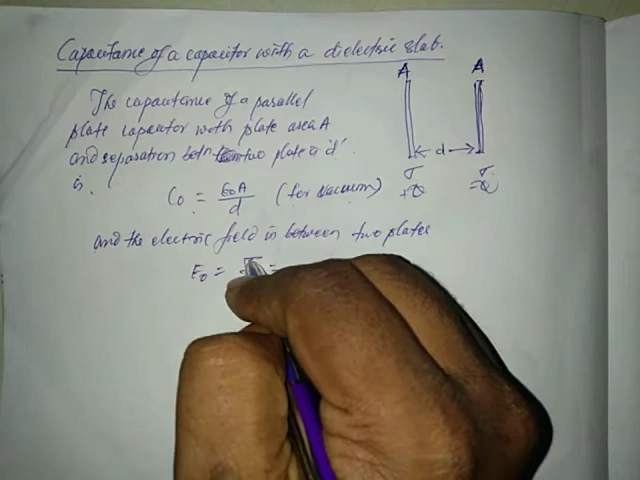 Capacitance of a capacitor with a dielectric slab.
A A
The capacitance of a parallel
plate capacitor with plate area A
and separation betn two plate is 'd'
is.
d
C₀ = ε₀A/d (for vacuum)
σ σ
+Q -Q
and the electric field in between two plates
E₀ = σ =